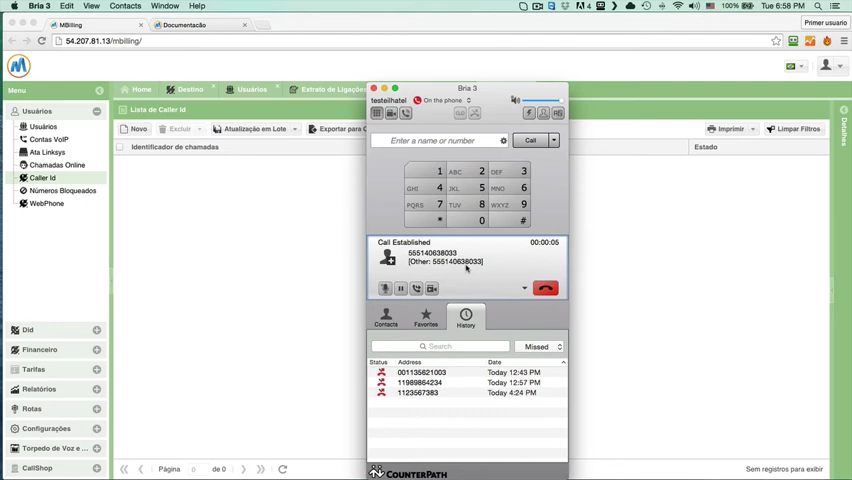 Bria 3 Edit View Contacts Window Help
4
100%
Tue 6:58 PM
MBilling
Documentacão
Primer usuario
54.207.81.13/mbilling/
Bria 3
testeilhatel On the phone
Enter a name or number
Call
1 ABC 2 DEF 3
GHI 4 JKL 5 MNO 6
PQRS 7 TUV 8 WXYZ 9
* 0 #
Call Established 00:00:05
555140638033
[Other: 555140638033]
Contacts Favorites History
Search Missed
Status Address Date
001135621003 Today 12:43 PM
11989864234 Today 12:57 PM
1123567383 Today 4:24 PM
COUNTERPATH
Menu
Home Destino Usuários Extrato de Ligações
Lista de Caller Id
Novo Excluir Atualização em Lote Exportar para C
Imprimir Limpar Filtros
Identificador de chamadas
Estado
Detalhes
Usuários
Usuários
Contas VoIP
Ata Linksys
Chamadas Online
Caller Id
Números Bloqueados
WebPhone
Did
Financeiro
Tarifas
Relatórios
Rotas
Configurações
Torpedo de Voz e ...
CallShop
Página 0 de 0
Sem registros para exibir